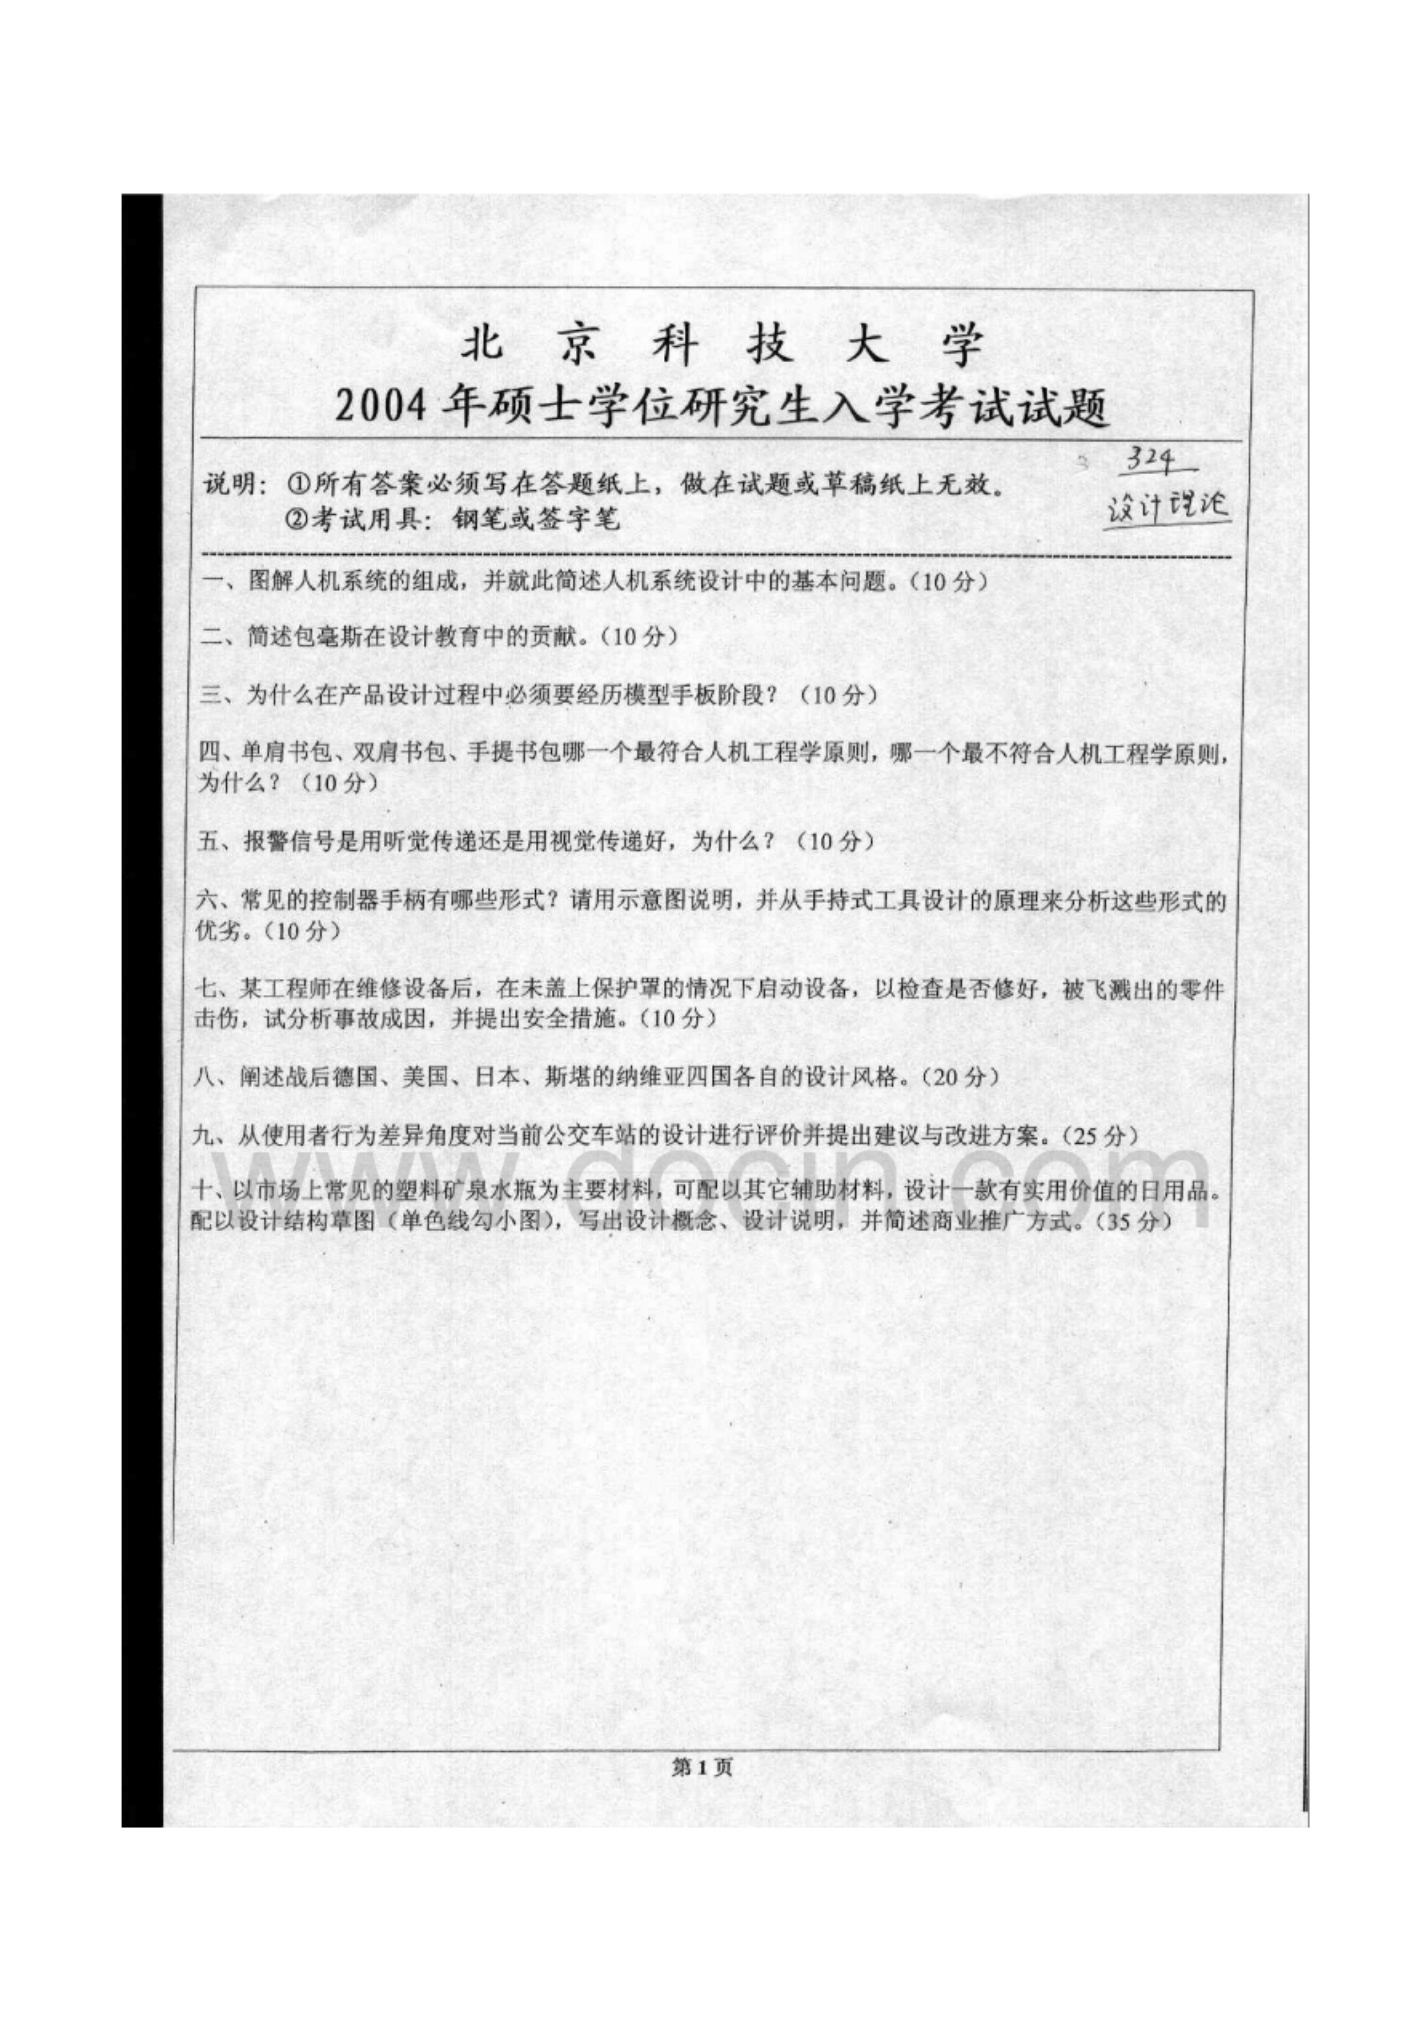 北京科技大学
2004年硕士学位研究生入学考试试题
324
说明：①所有答案必须写在答题纸上，做在试题或草稿纸上无效。
设计理论
②考试用具：钢笔或签字笔
一、图解人机系统的组成，并就此简述人机系统设计中的基本问题。（10分）
二、简述包豪斯在设计教育中的贡献。（10分）
三、为什么在产品设计过程中必须要经历模型手板阶段？（10分）
四、单肩书包、双肩书包、手提书包哪一个最符合人机工程学原则，哪一个最不符合人机工程学原则，
为什么？（10分）
五、报警信号是用听觉传递还是用视觉传递好，为什么？（10分）
六、常见的控制器手柄有哪些形式？请用示意图说明，并从手持式工具设计的原理来分析这些形式的
优劣。（10分）
七、某工程师在维修设备后，在未盖上保护罩的情况下启动设备，以检查是否修好，被飞溅出的零件
击伤，试分析事故成因，并提出安全措施。（10分）
八、阐述战后德国、美国、日本、斯堪的纳维亚四国各自的设计风格。（20分）
九、从使用者行为差异角度对当前公交车站的设计进行评价并提出建议与改进方案。（25分）
www.docin.com
十、以市场上常见的塑料矿泉水瓶为主要材料，可配以其它辅助材料，设计一款有实用价值的日用品。
配以设计结构草图（单色线勾小图），写出设计概念、设计说明，并简述商业推广方式。（35分）
第1页